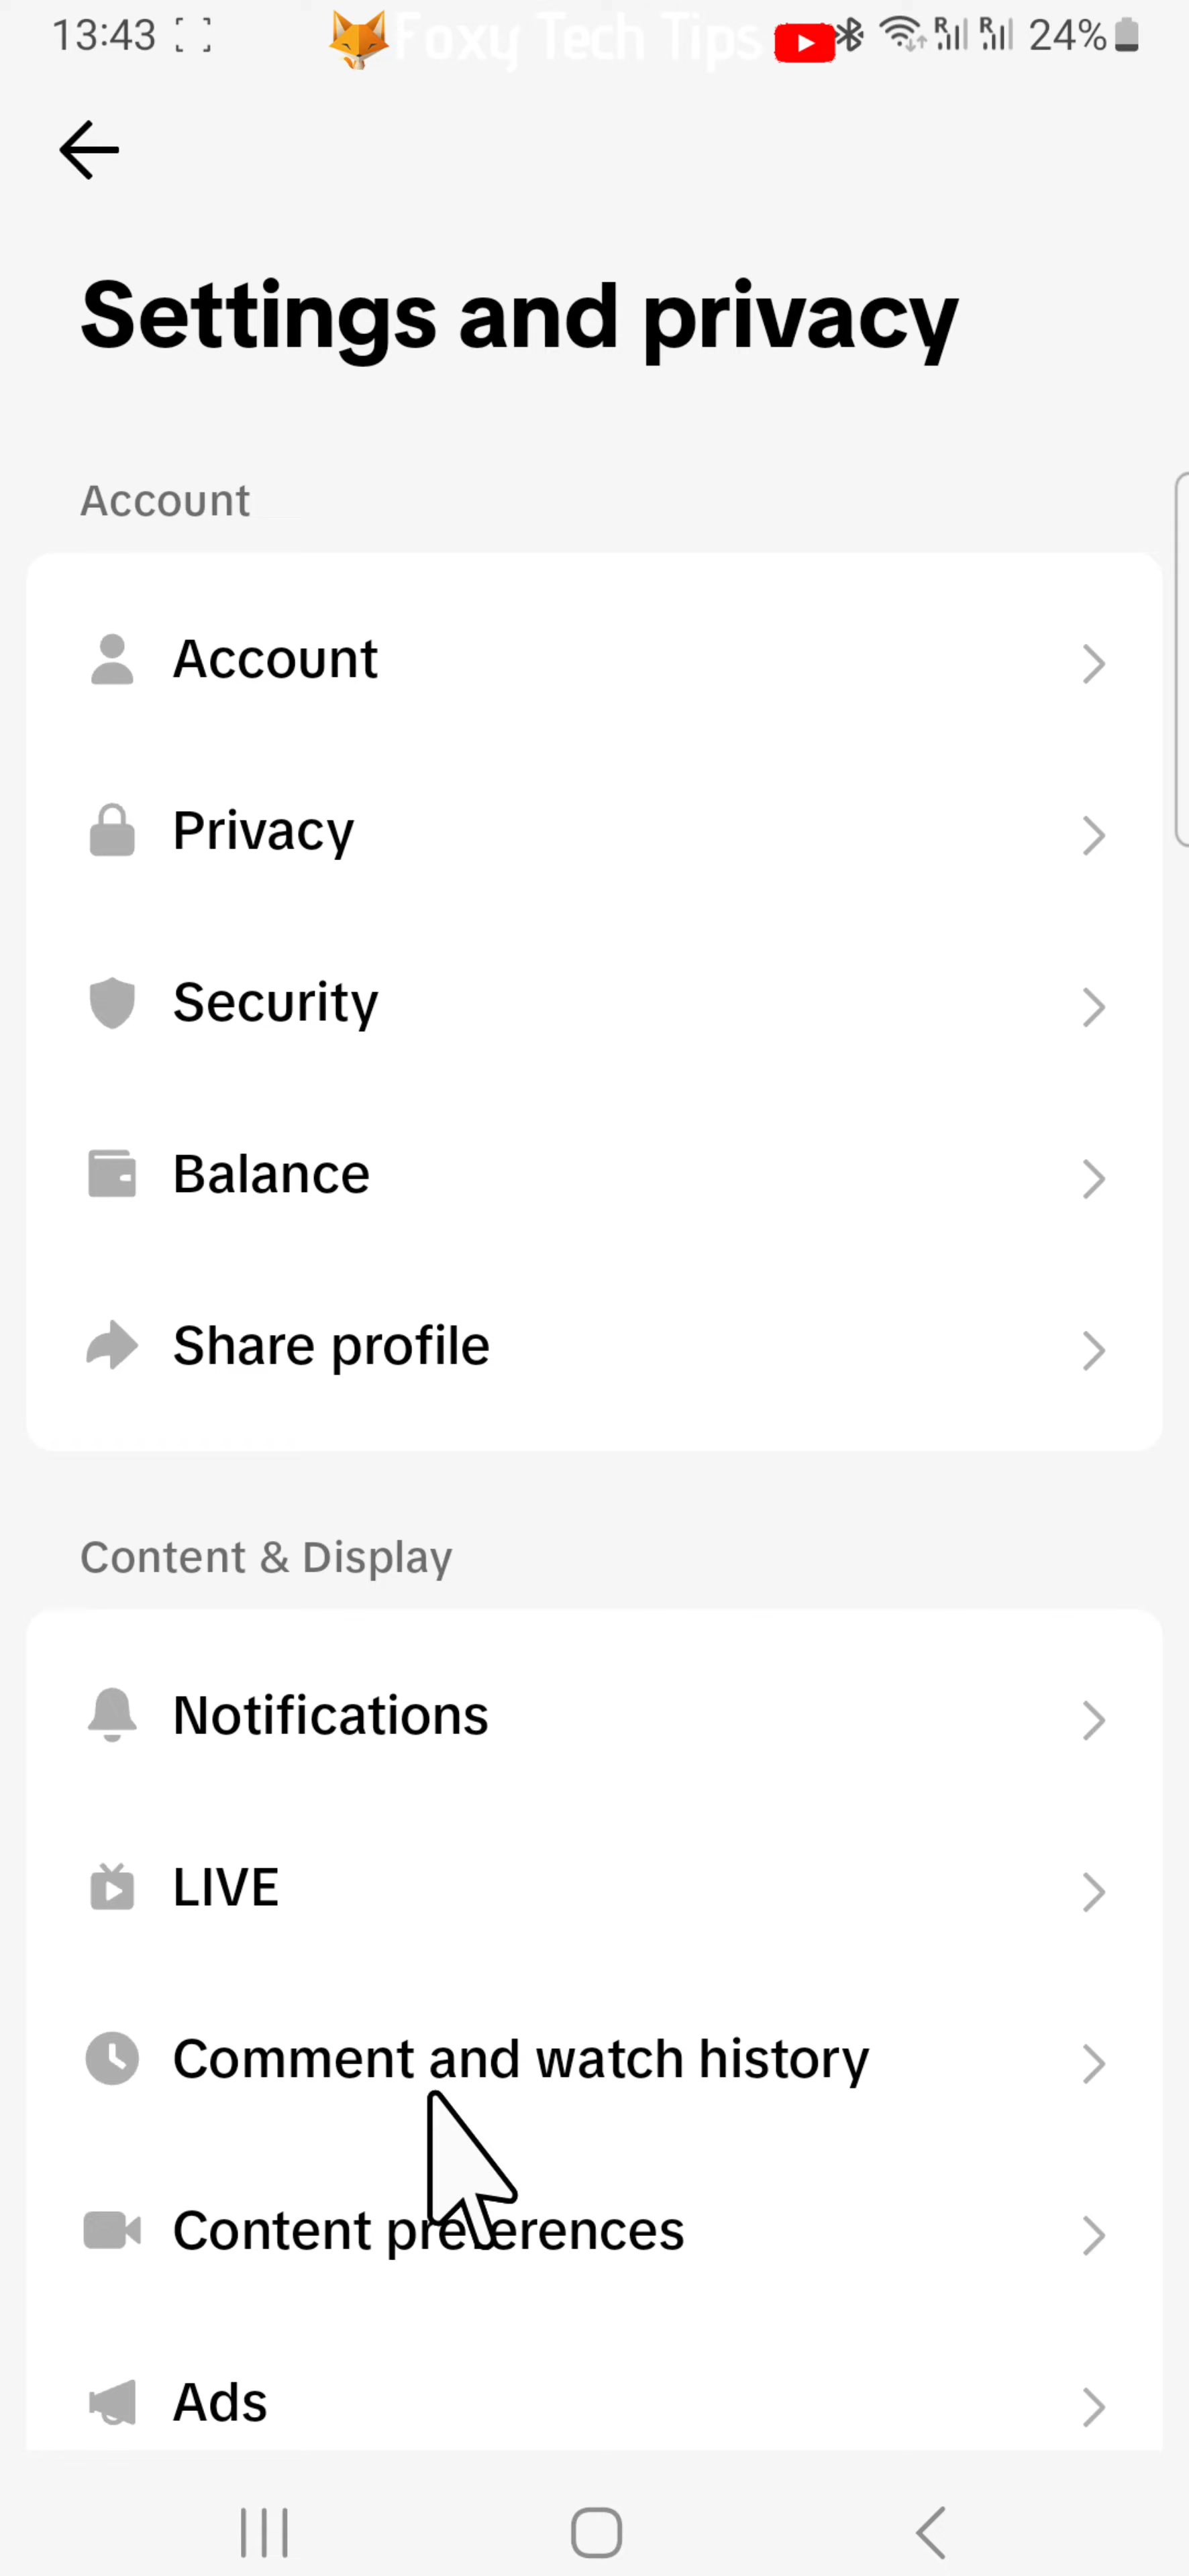 13:43 Foxy Tech Tips R R 24%
Settings and privacy
Account
Account
Privacy
Security
Balance
Share profile
Content & Display
Notifications
LIVE
Comment and watch history
Content preferences
Ads